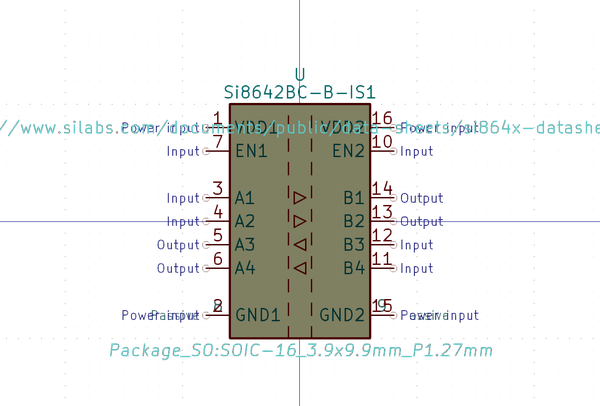 U
Si8642BC-B-IS1
//www.silabs.com/documents/public/data-sheets/si864x-datashe
Power input 1 VDD1 VDD2 16 Power input
Input 7 EN1 EN2 10 Input
Input 3 A1 B1 14 Output
Input 4 A2 B2 13 Output
Output 5 A3 B3 12 Input
Output 6 A4 B4 11 Input
Power input 2 GND1 GND2 15 Power input
Package_SO:SOIC-16_3.9x9.9mm_P1.27mm